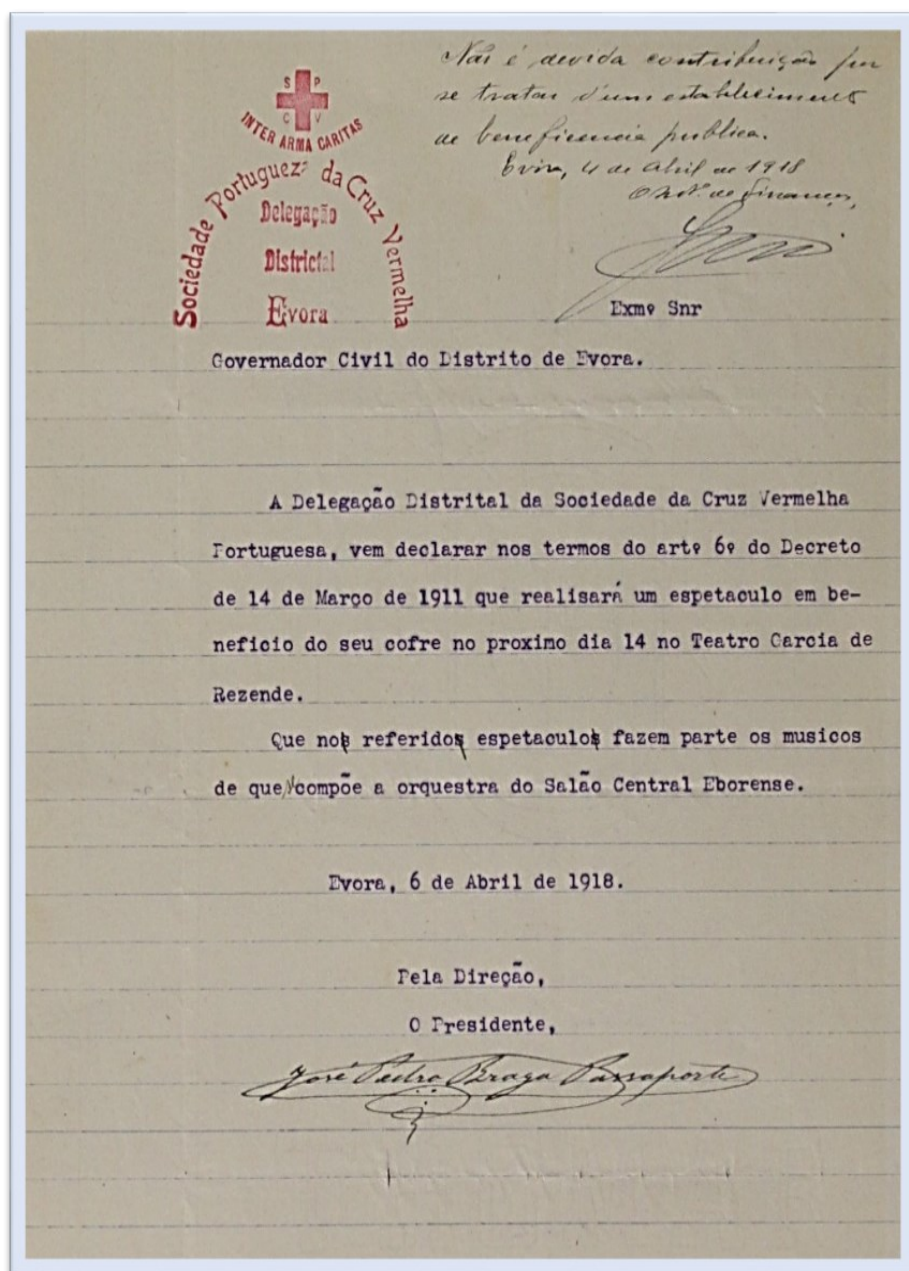 S P
C V
INTER ARMA CARITAS
Sociedade Portugueza da Cruz Vermelha
Delegação
Districtal
Evora
Não é devida contribuição por
se tratar d'um estabelecimento
de beneficencia publica.
Evora, 4 de Abril de 1918
de Finanças,
Exmº Snr
Governador Civil do Distrito de Evora.
A Delegação Distrital da Sociedade da Cruz Vermelha
Portuguesa, vem declarar nos termos do artº 6º do Decreto
de 14 de Março de 1911 que realisará um espetaculo em be-
neficio do seu cofre no proximo dia 14 no Teatro Garcia de
Rezende.
Que nos referidos espetaculos fazem parte os musicos
de que compõe a orquestra do Salão Central Eborense.
Evora, 6 de Abril de 1918.
Pela Direção,
O Presidente,
José Pedro Braga Passaporte